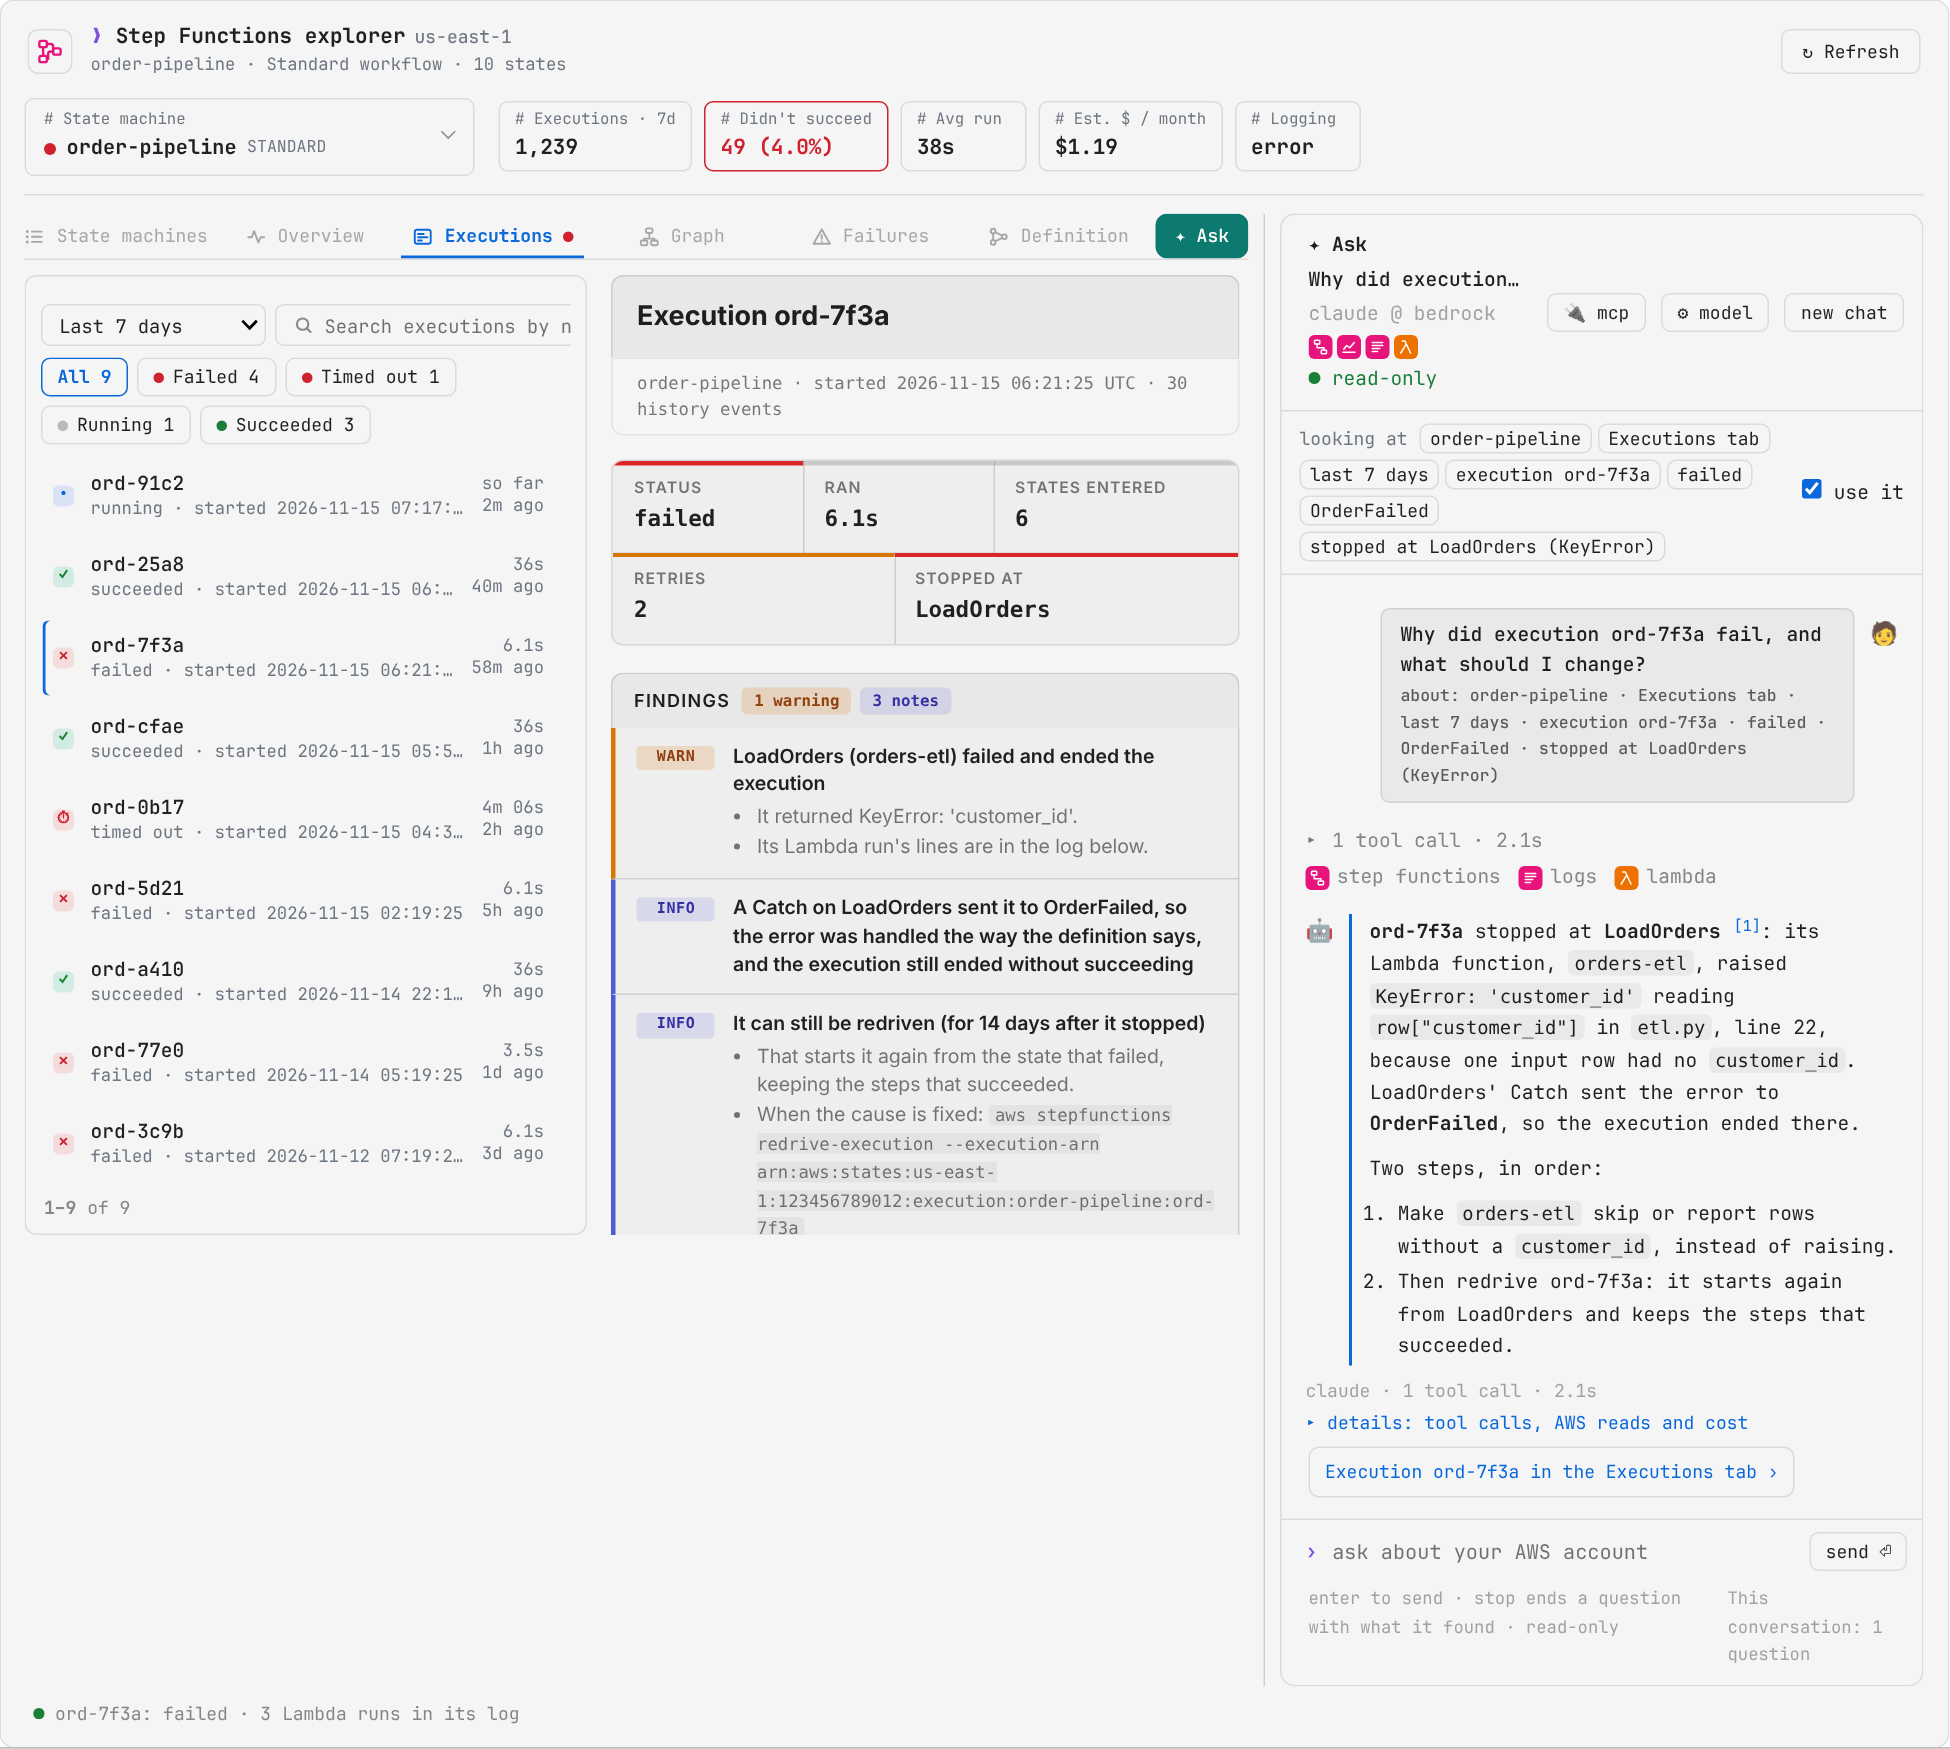 ❯ Step Functions explorer us-east-1
order-pipeline · Standard workflow · 10 states
↻ Refresh
# State machine
order-pipeline STANDARD
# Executions · 7d
1,239
# Didn't succeed
49 (4.0%)
# Avg run
38s
# Est. $ / month
$1.19
# Logging
error
State machines
Overview
Executions
Graph
Failures
Definition
✦ Ask
Last 7 days
Search executions by n
All 9
Failed 4
Timed out 1
Running 1
Succeeded 3
ord-91c2
so far
running · started 2026-11-15 07:17:…
2m ago
ord-25a8
36s
succeeded · started 2026-11-15 06:…
40m ago
ord-7f3a
6.1s
failed · started 2026-11-15 06:21:…
58m ago
ord-cfae
36s
succeeded · started 2026-11-15 05:5…
1h ago
ord-0b17
4m 06s
timed out · started 2026-11-15 04:3…
2h ago
ord-5d21
6.1s
failed · started 2026-11-15 02:19:25
5h ago
ord-a410
36s
succeeded · started 2026-11-14 22:1…
9h ago
ord-77e0
3.5s
failed · started 2026-11-14 05:19:25
1d ago
ord-3c9b
6.1s
failed · started 2026-11-12 07:19:2…
3d ago
1–9 of 9
Execution ord-7f3a
order-pipeline · started 2026-11-15 06:21:25 UTC · 30
history events
STATUS
failed
RAN
6.1s
STATES ENTERED
6
RETRIES
2
STOPPED AT
LoadOrders
FINDINGS 1 warning 3 notes
WARN
LoadOrders (orders-etl) failed and ended the
execution
• It returned KeyError: 'customer_id'.
• Its Lambda run's lines are in the log below.
INFO
A Catch on LoadOrders sent it to OrderFailed, so
the error was handled the way the definition says,
and the execution still ended without succeeding
INFO
It can still be redriven (for 14 days after it stopped)
• That starts it again from the state that failed,
keeping the steps that succeeded.
• When the cause is fixed: aws stepfunctions
redrive-execution --execution-arn
arn:aws:states:us-east-
1:123456789012:execution:order-pipeline:ord-
7f3a
✦ Ask
Why did execution…
claude @ bedrock
mcp
⚙ model
new chat
read-only
looking at order-pipeline Executions tab
last 7 days execution ord-7f3a failed
OrderFailed
stopped at LoadOrders (KeyError)
use it
Why did execution ord-7f3a fail, and
what should I change?
about: order-pipeline · Executions tab ·
last 7 days · execution ord-7f3a · failed ·
OrderFailed · stopped at LoadOrders
(KeyError)
▸ 1 tool call · 2.1s
step functions logs lambda
ord-7f3a stopped at LoadOrders [1]: its
Lambda function, orders-etl, raised
KeyError: 'customer_id' reading
row["customer_id"] in etl.py, line 22,
because one input row had no customer_id.
LoadOrders' Catch sent the error to
OrderFailed, so the execution ended there.
Two steps, in order:
1. Make orders-etl skip or report rows
without a customer_id, instead of raising.
2. Then redrive ord-7f3a: it starts again
from LoadOrders and keeps the steps that
succeeded.
claude · 1 tool call · 2.1s
▸ details: tool calls, AWS reads and cost
Execution ord-7f3a in the Executions tab ›
› ask about your AWS account
send ⏎
enter to send · stop ends a question
with what it found · read-only
This
conversation: 1
question
ord-7f3a: failed · 3 Lambda runs in its log